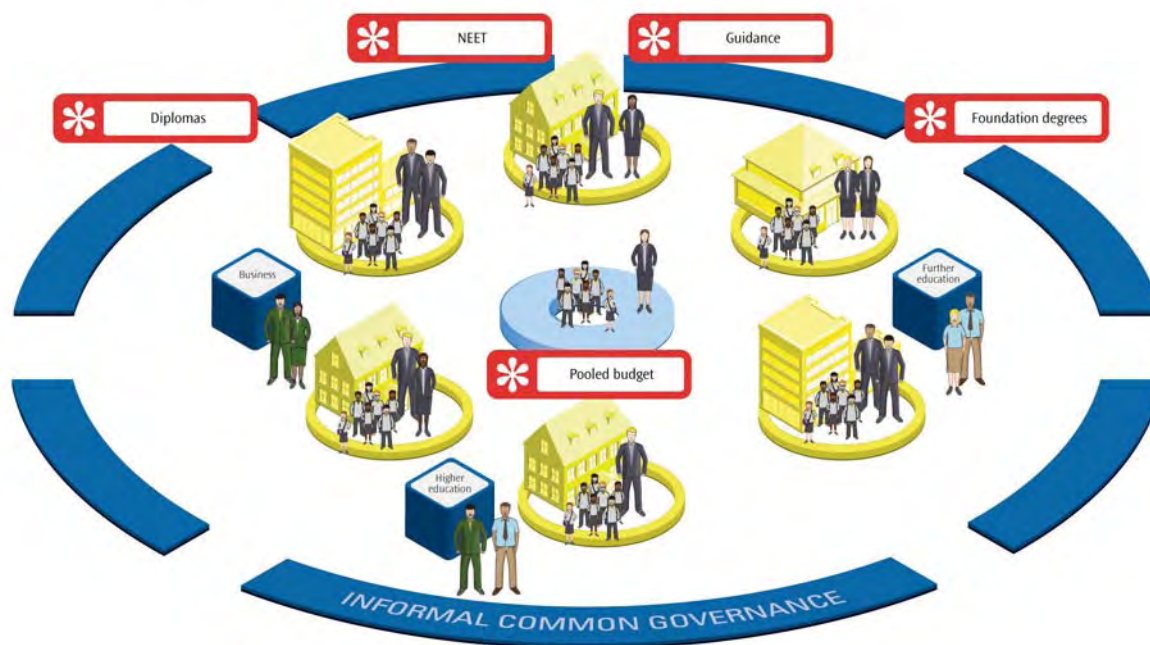 NEET
Guidance
Diplomas
Foundation degrees
Business
Further
education
Pooled budget
Higher
education
INFORMAL COMMON GOVERNANCE